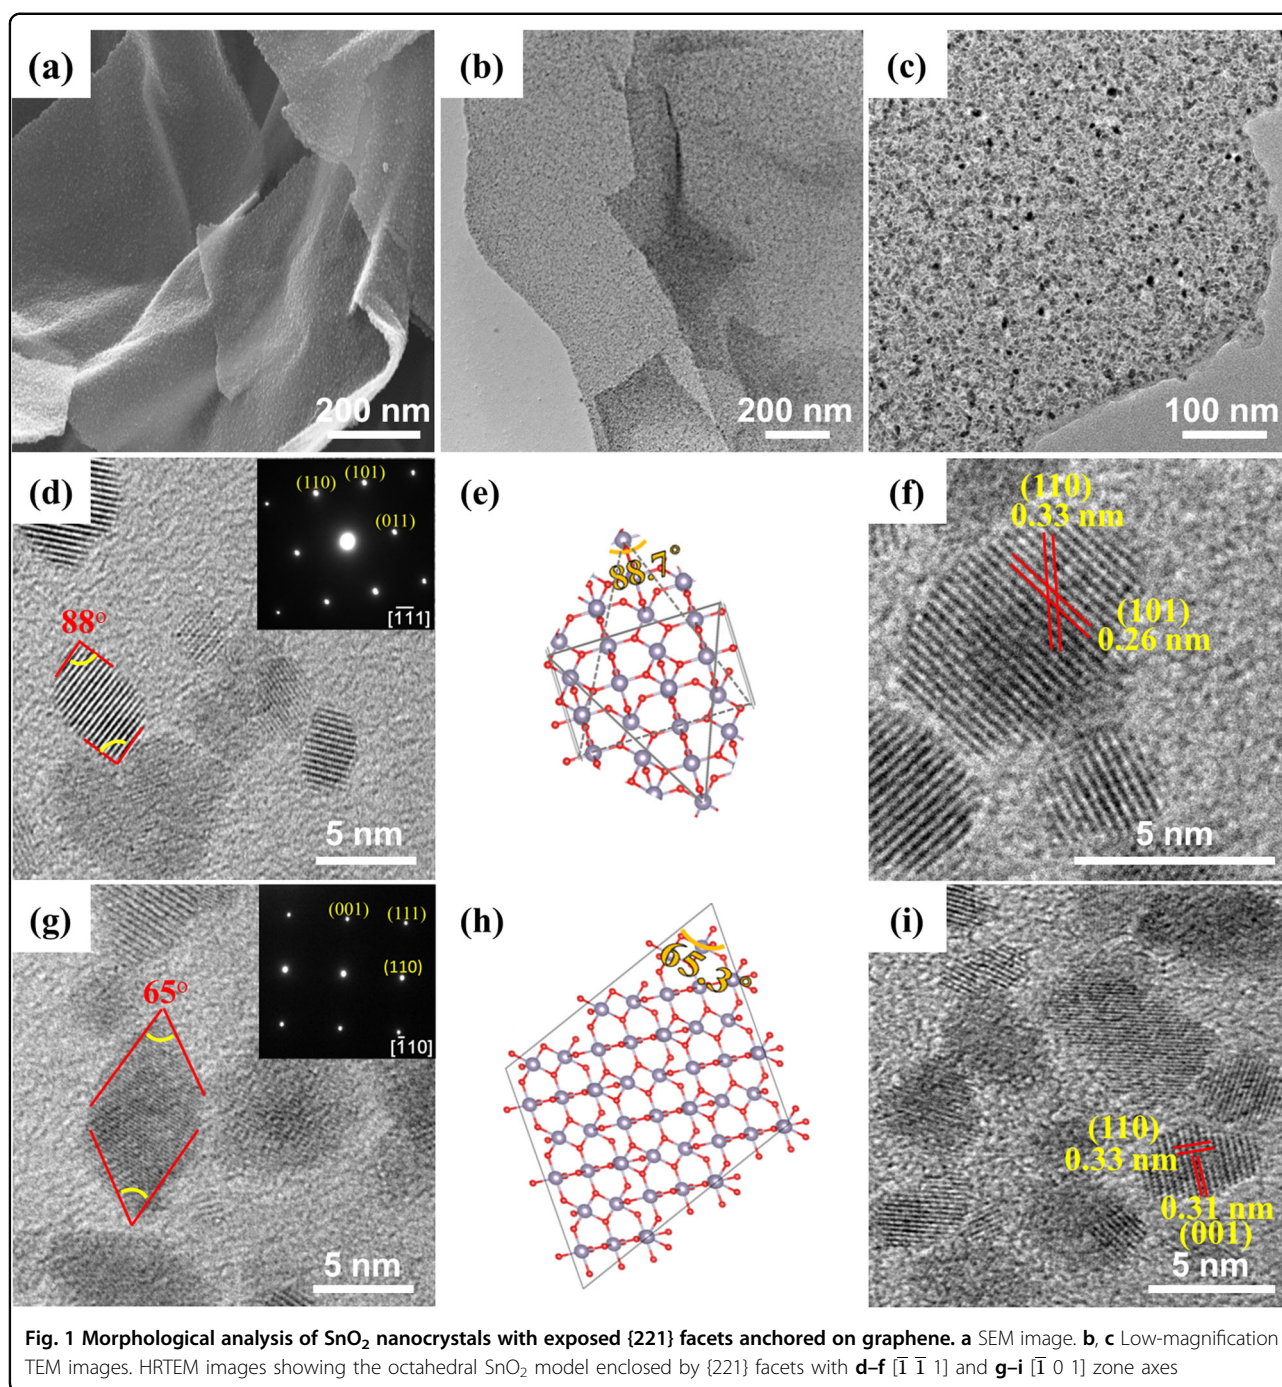 (a)
200 nm
(b)
200 nm
(c)
100 nm
(d)
(110)
(101)
(011)
[1̅1̅1]
88°
5 nm
(e)
88.7°
(f)
(110)
0.33 nm
(101)
0.26 nm
5 nm
(g)
(001)
(111)
(110)
[1̅10]
65°
5 nm
(h)
65.3°
(i)
(110)
0.33 nm
0.31 nm
(001)
5 nm
Fig. 1 Morphological analysis of SnO₂ nanocrystals with exposed {221} facets anchored on graphene. a SEM image. b, c Low-magnification
TEM images. HRTEM images showing the octahedral SnO₂ model enclosed by {221} facets with d–f [1̅ 1̅ 1] and g–i [1̅ 0 1] zone axes